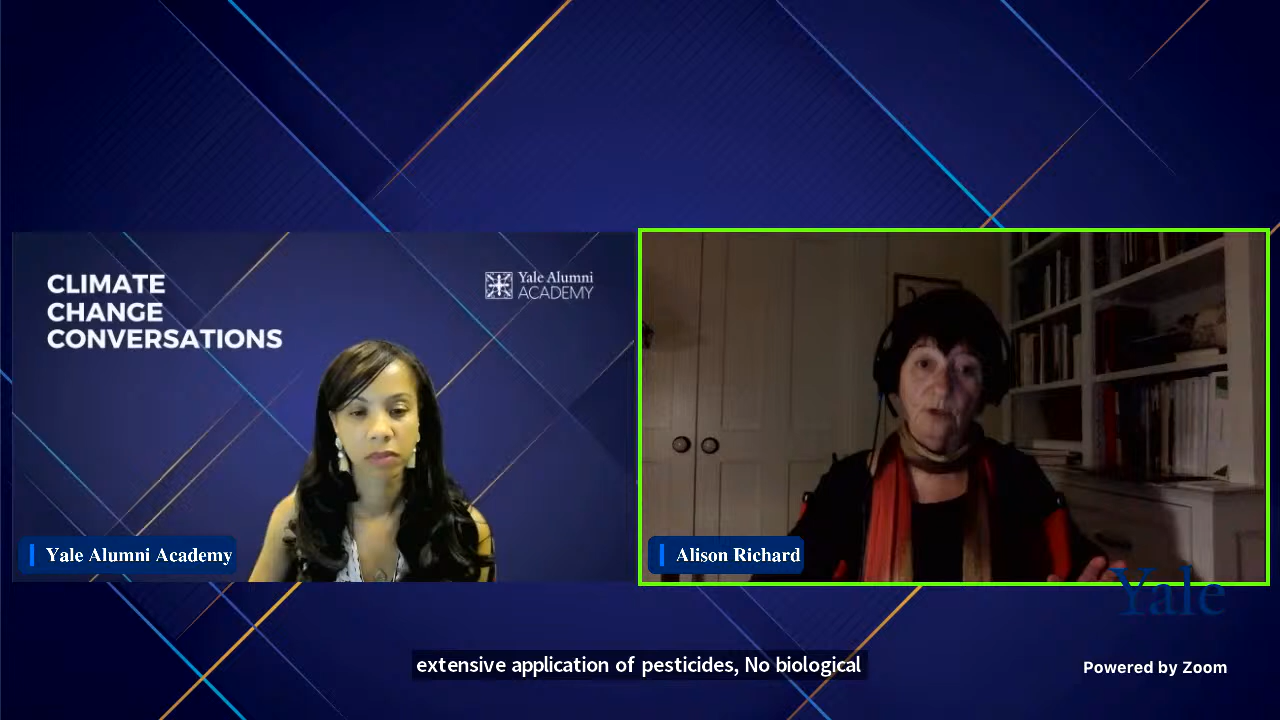 CLIMATE
CHANGE
CONVERSATIONS
Yale Alumni
ACADEMY
Yale Alumni Academy
Alison Richard
Yale
extensive application of pesticides, No biological
Powered by Zoom